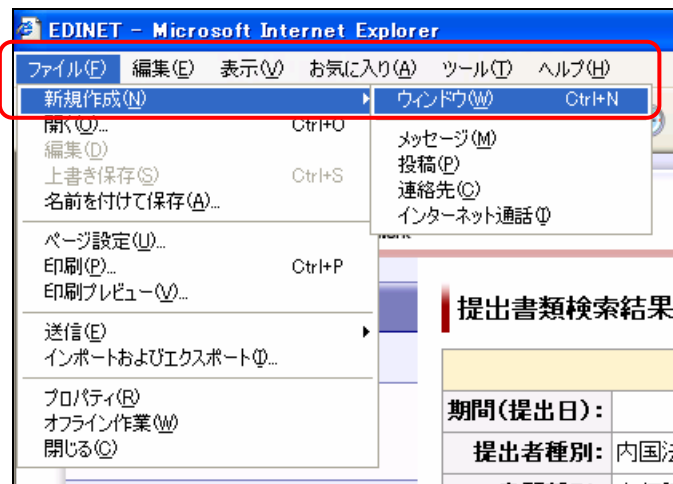 EDINET - Microsoft Internet Explorer
ファイル(F) 編集(E) 表示(V) お気に入り(A) ツール(T) ヘルプ(H)
新規作成(N)
開く(O)... Ctrl+O
編集(D)
上書き保存(S) Ctrl+S
名前を付けて保存(A)...
ページ設定(U)...
印刷(P)... Ctrl+P
印刷プレビュー(V)...
送信(E)
インポートおよびエクスポート(I)...
プロパティ(R)
オフライン作業(W)
閉じる(C)
ウィンドウ(W) Ctrl+N
メッセージ(M)
投稿(P)
連絡先(C)
インターネット通話(I)
提出書類検索結果
期間(提出日):
提出者種別: 内国法